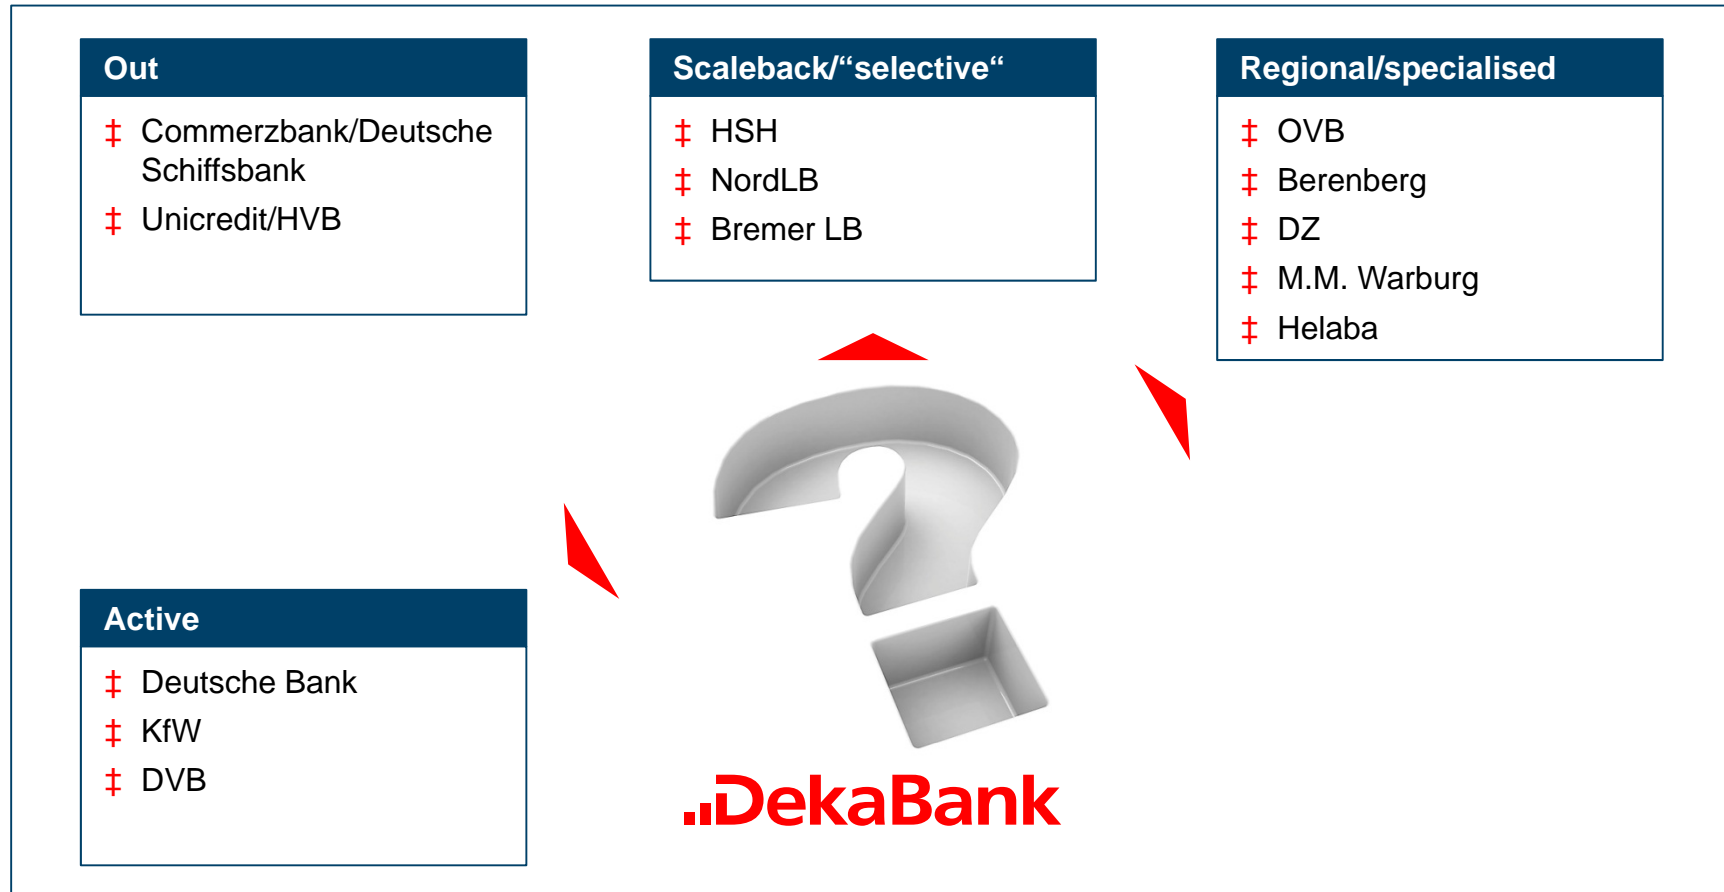 Out
‡ Commerzbank/Deutsche
Schiffsbank
‡ Unicredit/HVB
Scaleback/“selective“
‡ HSH
‡ NordLB
‡ Bremer LB
Regional/specialised
‡ OVB
‡ Berenberg
‡ DZ
‡ M.M. Warburg
‡ Helaba
Active
‡ Deutsche Bank
‡ KfW
‡ DVB
?
DekaBank